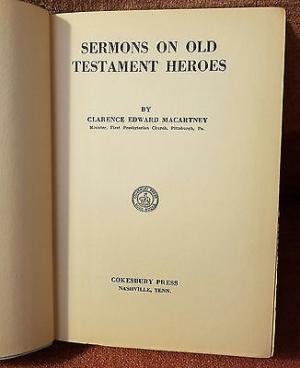 SERMONS ON OLD
TESTAMENT HEROES
BY
CLARENCE EDWARD MACARTNEY
Minister, First Presbyterian Church, Pittsburgh, Pa.
COKESBURY PRESS
NASHVILLE, TENN.